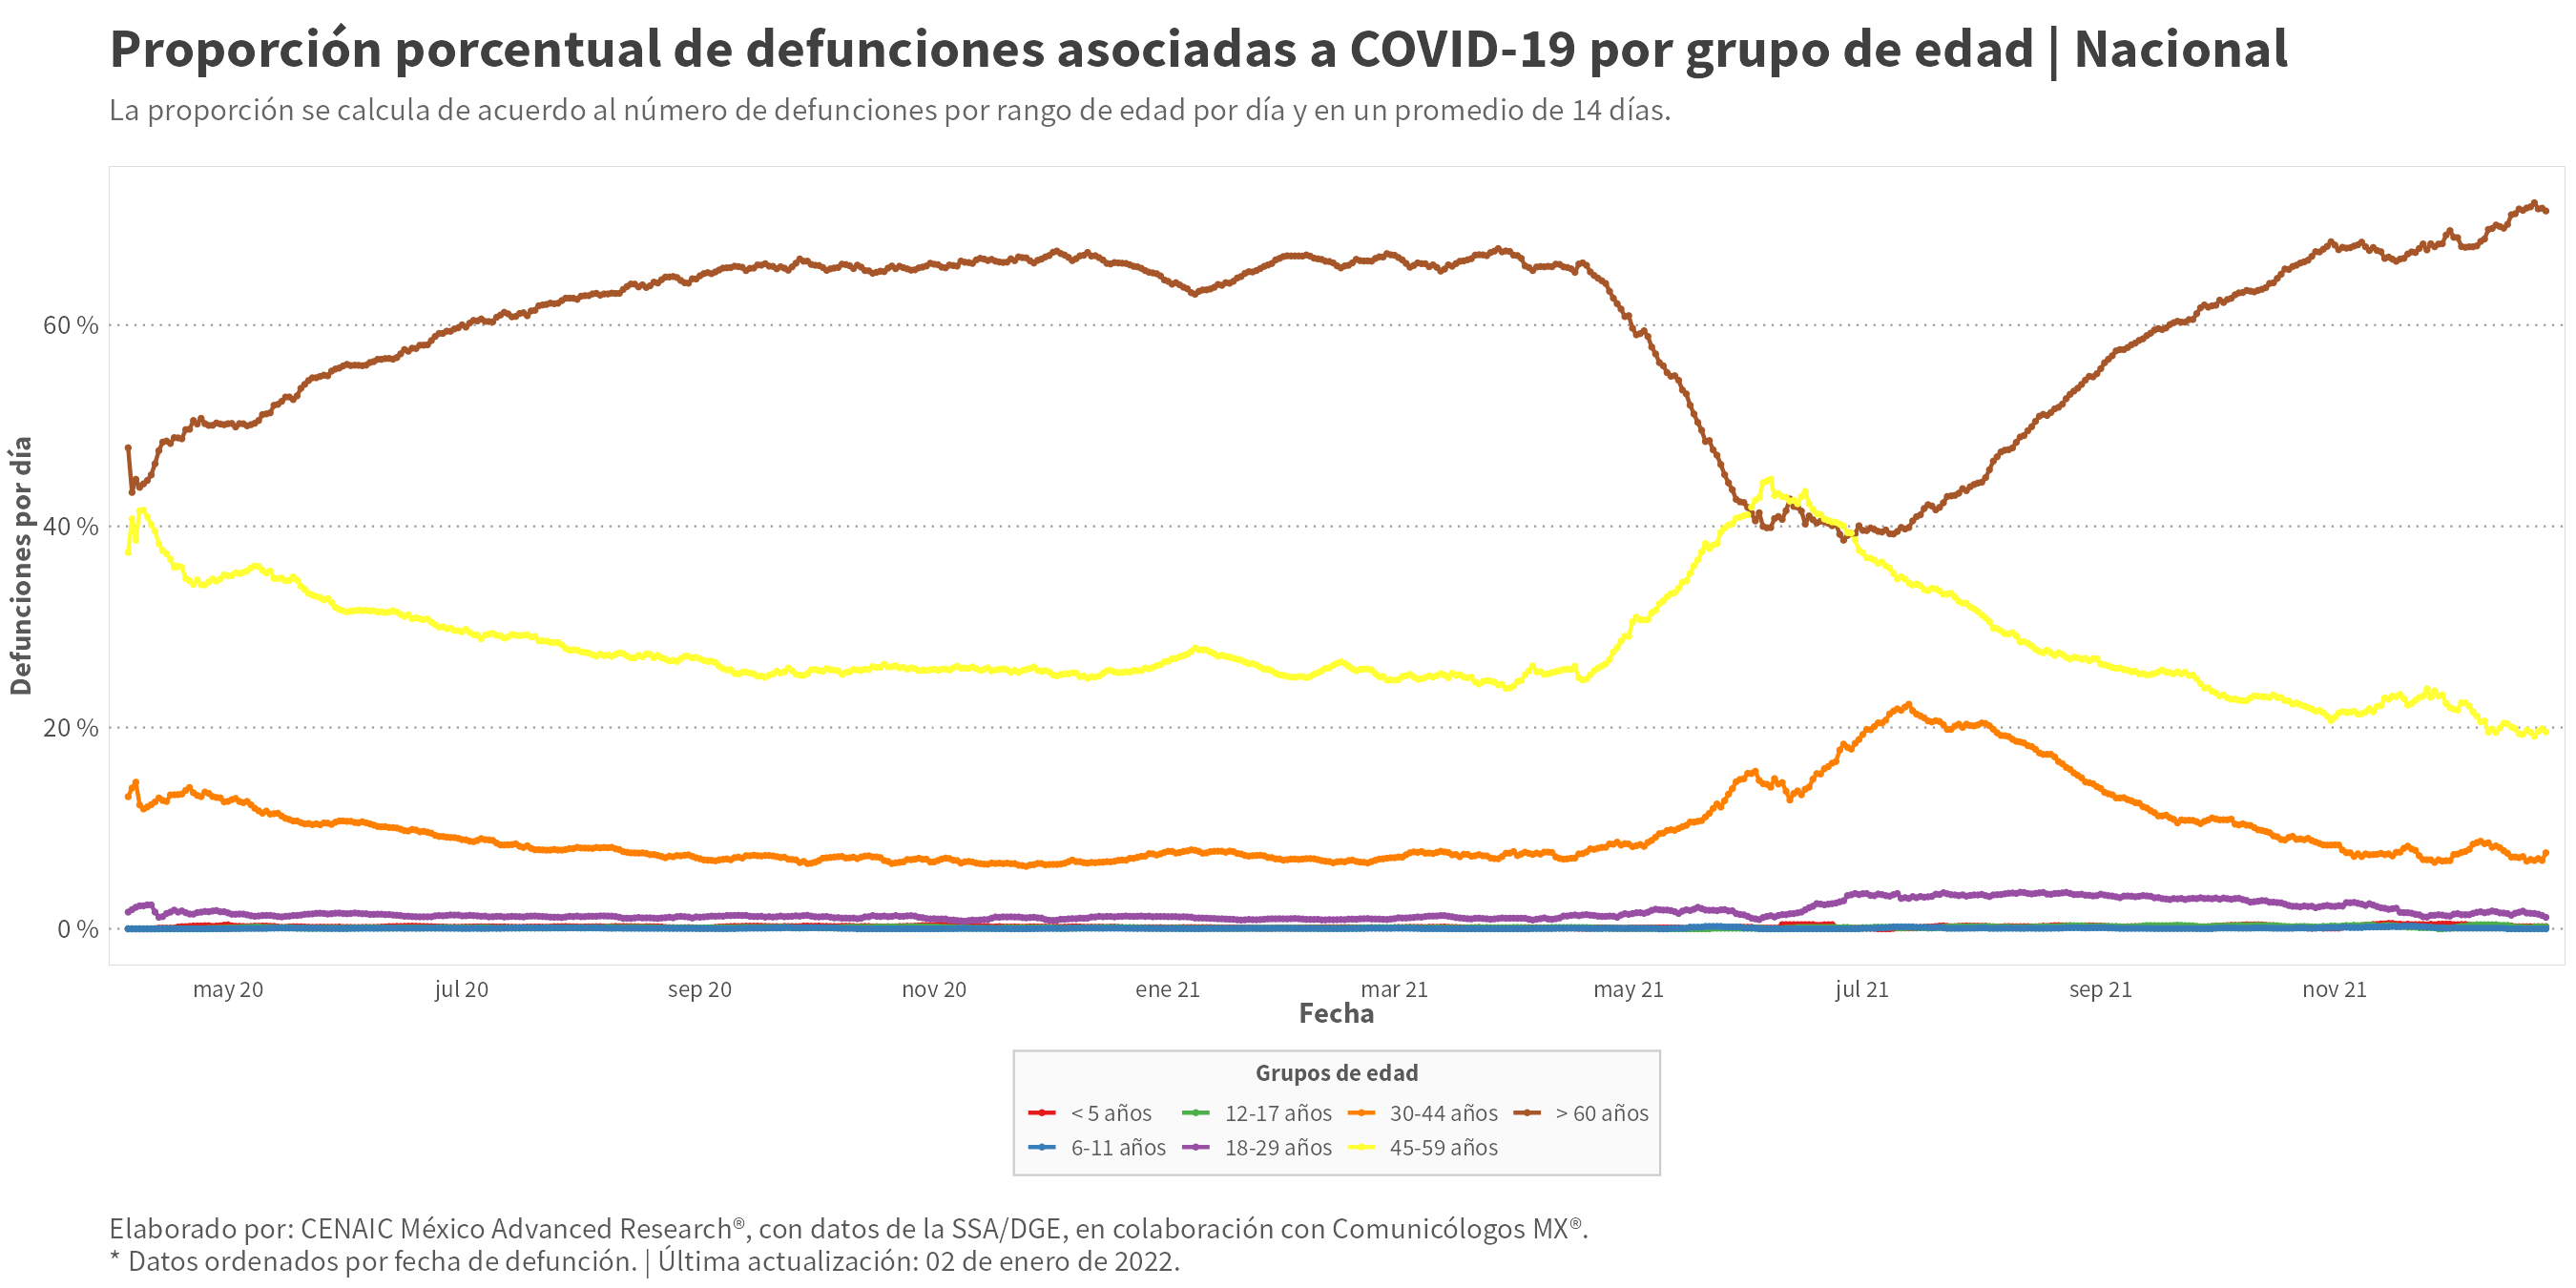 Proporción porcentual de defunciones asociadas a COVID-19 por grupo de edad | Nacional
La proporción se calcula de acuerdo al número de defunciones por rango de edad por día y en un promedio de 14 días.
Defunciones por día
60 %
40 %
20 %
0 %
may 20 jul 20 sep 20 nov 20 ene 21 mar 21 may 21 jul 21 sep 21 nov 21
Fecha
Grupos de edad
< 5 años 12-17 años 30-44 años > 60 años
6-11 años 18-29 años 45-59 años
Elaborado por: CENAIC México Advanced Research®, con datos de la SSA/DGE, en colaboración con Comunicólogos MX®.
* Datos ordenados por fecha de defunción. | Última actualización: 02 de enero de 2022.